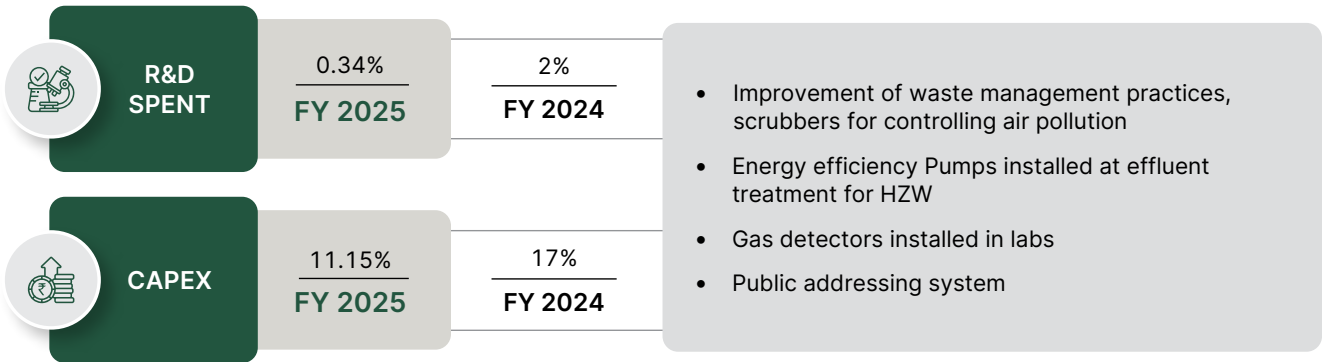 R&D
SPENT
0.34%
FY 2025
2%
FY 2024
CAPEX
₹
11.15%
FY 2025
17%
FY 2024
• Improvement of waste management practices,
scrubbers for controlling air pollution
• Energy efficiency Pumps installed at effluent
treatment for HZW
• Gas detectors installed in labs
• Public addressing system